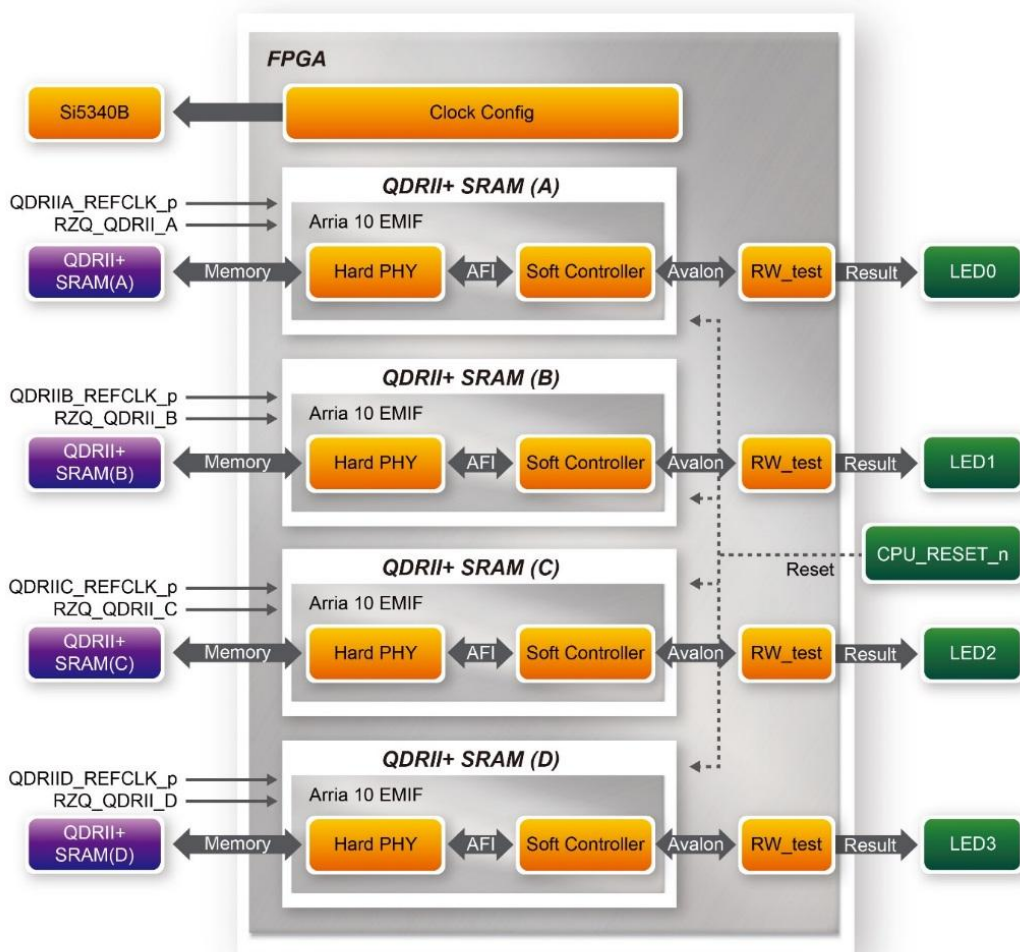 FPGA
Si5340B
Clock Config
QDRII+ SRAM (A)
QDRIIA_REFCLK_p
RZQ_QDRII_A
Arria 10 EMIF
QDRII+
SRAM(A)
Memory
Hard PHY
AFI
Soft Controller
Avalon
RW_test
Result
LED0
QDRII+ SRAM (B)
QDRIIB_REFCLK_p
RZQ_QDRII_B
Arria 10 EMIF
QDRII+
SRAM(B)
Memory
Hard PHY
AFI
Soft Controller
Avalon
RW_test
Result
LED1
CPU_RESET_n
Reset
QDRII+ SRAM (C)
QDRIIC_REFCLK_p
RZQ_QDRII_C
Arria 10 EMIF
QDRII+
SRAM(C)
Memory
Hard PHY
AFI
Soft Controller
Avalon
RW_test
Result
LED2
QDRII+ SRAM (D)
QDRIID_REFCLK_p
RZQ_QDRII_D
Arria 10 EMIF
QDRII+
SRAM(D)
Memory
Hard PHY
AFI
Soft Controller
Avalon
RW_test
Result
LED3